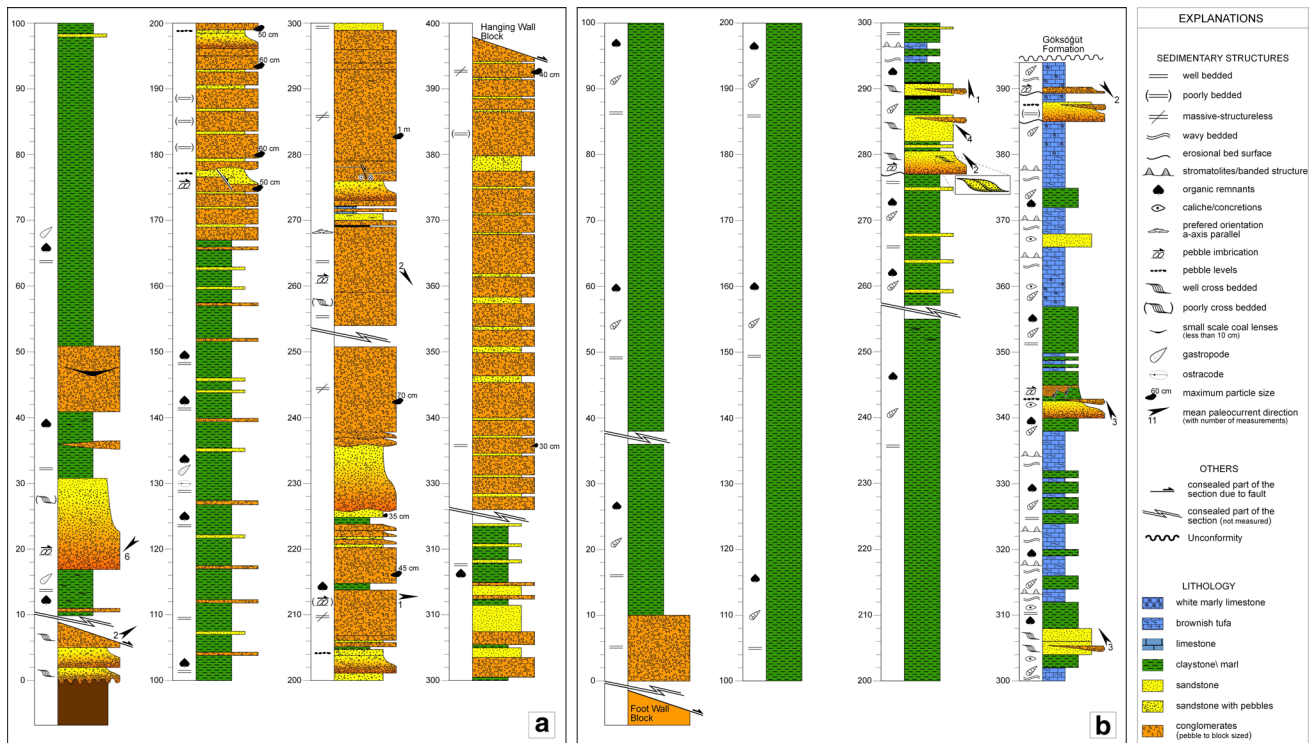 100
90
80
70
60
50
40
30
20
10
0
6
2
200
190
180
170
160
150
140
130
120
110
100
50 cm
60 cm
60 cm
50 cm
300
290
280
270
260
250
240
230
220
210
200
1 m
2
70 cm
35 cm
45 cm
1
400
390
380
370
360
350
340
330
320
310
300
Hanging Wall
Block
40 cm
30 cm
a
100
90
80
70
60
50
40
30
20
10
0
Foot Wall
Block
200
190
180
170
160
150
140
130
120
110
100
300
290
280
270
260
250
240
230
220
210
200
1
4
2
Göksöğüt
Formation
390
380
370
360
350
340
330
320
310
300
2
3
3
b
EXPLANATIONS
SEDIMENTARY STRUCTURES
well bedded
poorly bedded
massive-structureless
wavy bedded
erosional bed surface
stromatolites/banded structure
organic remnants
caliche/concretions
prefered orientation
a-axis parallel
pebble imbrication
pebble levels
well cross bedded
poorly cross bedded
small scale coal lenses
(less than 10 cm)
gastropode
ostracode
60 cm
maximum particle size
mean paleocurrent direction
11
(with number of measurements)
OTHERS
consealed part of the
section due to fault
consealed part of the
section (not measured)
Unconformity
LITHOLOGY
white marly limestone
brownish tufa
limestone
claystone\ marl
sandstone
sandstone with pebbles
conglomerates
(pebble to block sized)